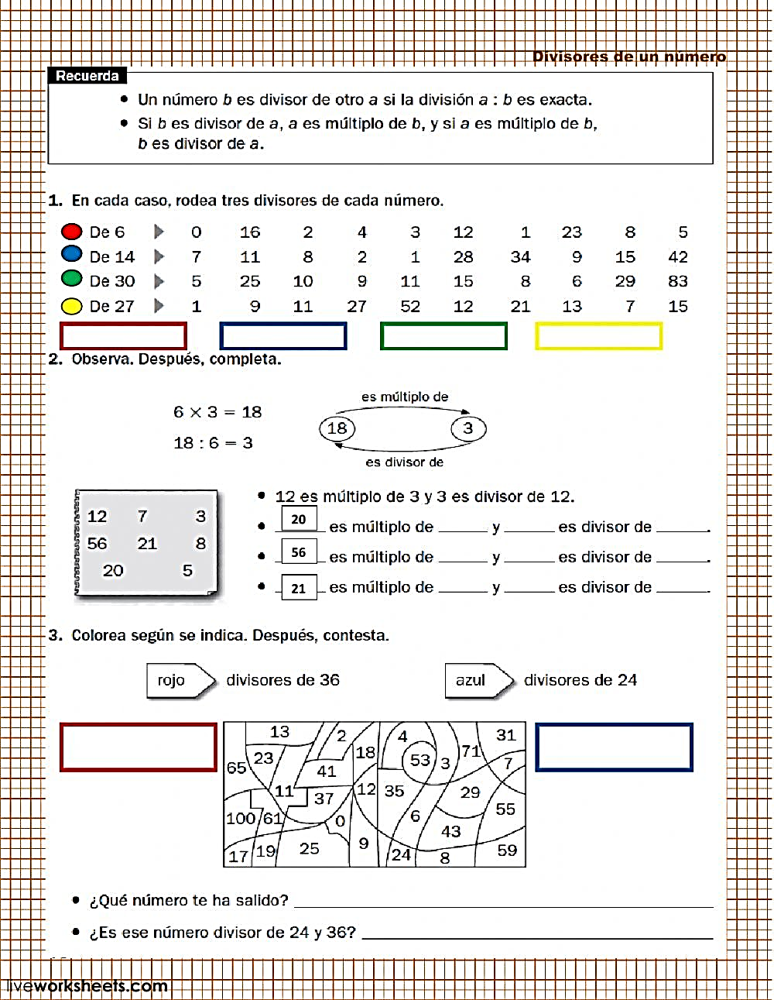 Divisores de un número
Recuerda
• Un número b es divisor de otro a si la división a : b es exacta.
• Si b es divisor de a, a es múltiplo de b, y si a es múltiplo de b,
b es divisor de a.
1. En cada caso, rodea tres divisores de cada número.
De 6 0 16 2 4 3 12 1 23 8 5
De 14 7 11 8 2 1 28 34 9 15 42
De 30 5 25 10 9 11 15 8 6 29 83
De 27 1 9 11 27 52 12 21 13 7 15
2. Observa. Después, completa.
es múltiplo de
6 × 3 = 18
18 3
18 : 6 = 3
es divisor de
12 7 3
56 21 8
20 5
• 12 es múltiplo de 3 y 3 es divisor de 12.
• 20 es múltiplo de ______ y ______ es divisor de ______.
• 56 es múltiplo de ______ y ______ es divisor de ______.
• 21 es múltiplo de ______ y ______ es divisor de ______.
3. Colorea según se indica. Después, contesta.
rojo divisores de 36
azul divisores de 24
13 2 4 31
23 18 53 3 71 7
65 41
11 37 12 35 29
100 61 0 6 55
43
17 19 25 9 24 8 59
• ¿Qué número te ha salido?
• ¿Es ese número divisor de 24 y 36?
liveworksheets.com